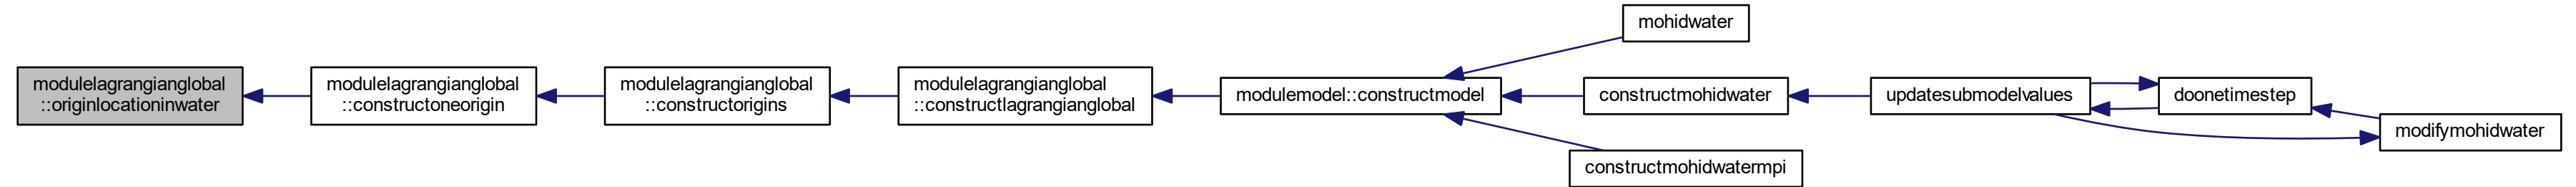 modulelagrangianglobal
::originlocationinwater
modulelagrangianglobal
::constructoneorigin
modulelagrangianglobal
::constructorigins
modulelagrangianglobal
::constructlagrangianglobal
modulemodel::constructmodel
mohidwater
constructmohidwater
constructmohidwatermpi
updatesubmodelvalues
doonetimestep
modifymohidwater